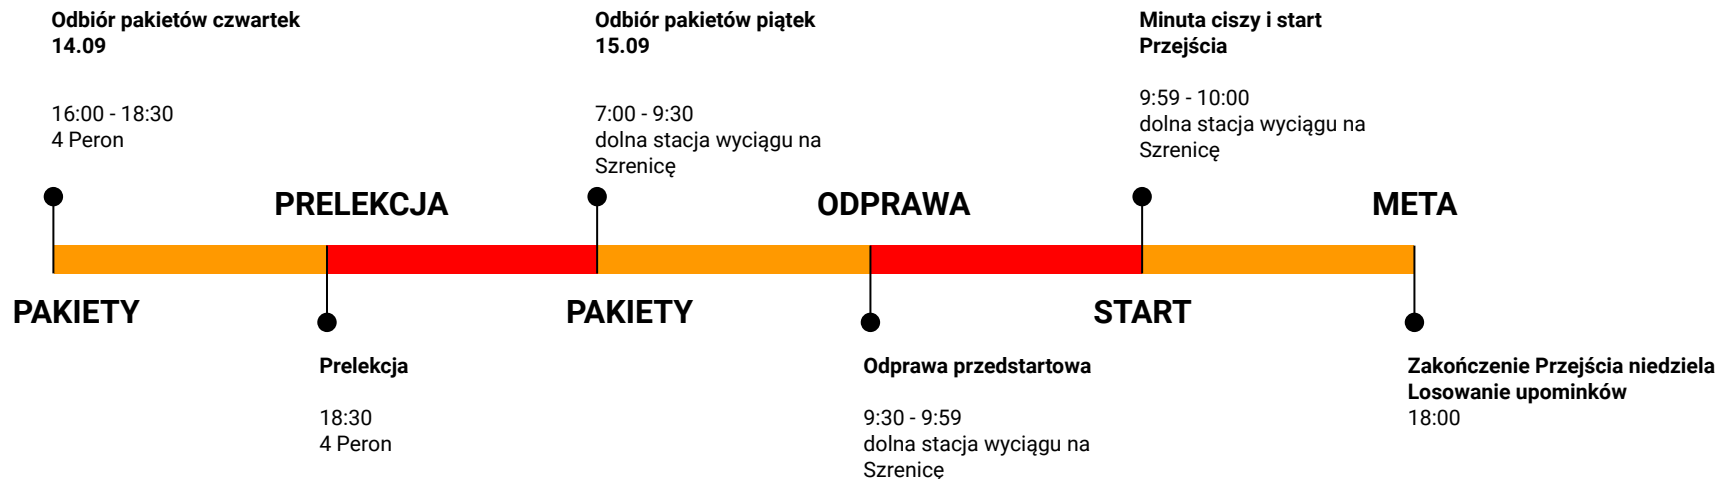 Odbiór pakietów czwartek
14.09
16:00 - 18:30
4 Peron
Odbiór pakietów piątek
15.09
7:00 - 9:30
dolna stacja wyciągu na
Szrenicę
Minuta ciszy i start
Przejścia
9:59 - 10:00
dolna stacja wyciągu na
Szrenicę
PRELEKCJA
ODPRAWA
META
PAKIETY
PAKIETY
START
Prelekcja
18:30
4 Peron
Odprawa przedstartowa
9:30 - 9:59
dolna stacja wyciągu na
Szrenicę
Zakończenie Przejścia niedziela
Losowanie upominków
18:00